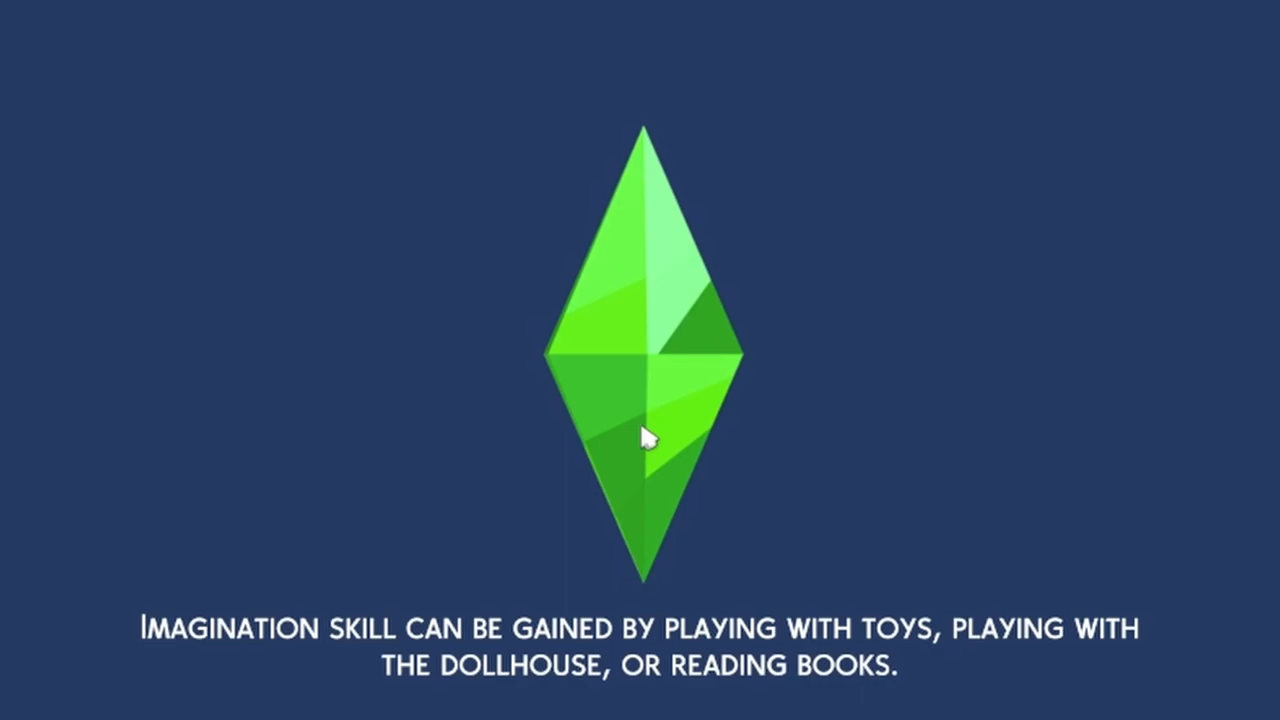 Imagination skill can be gained by playing with toys, playing with
the dollhouse, or reading books.